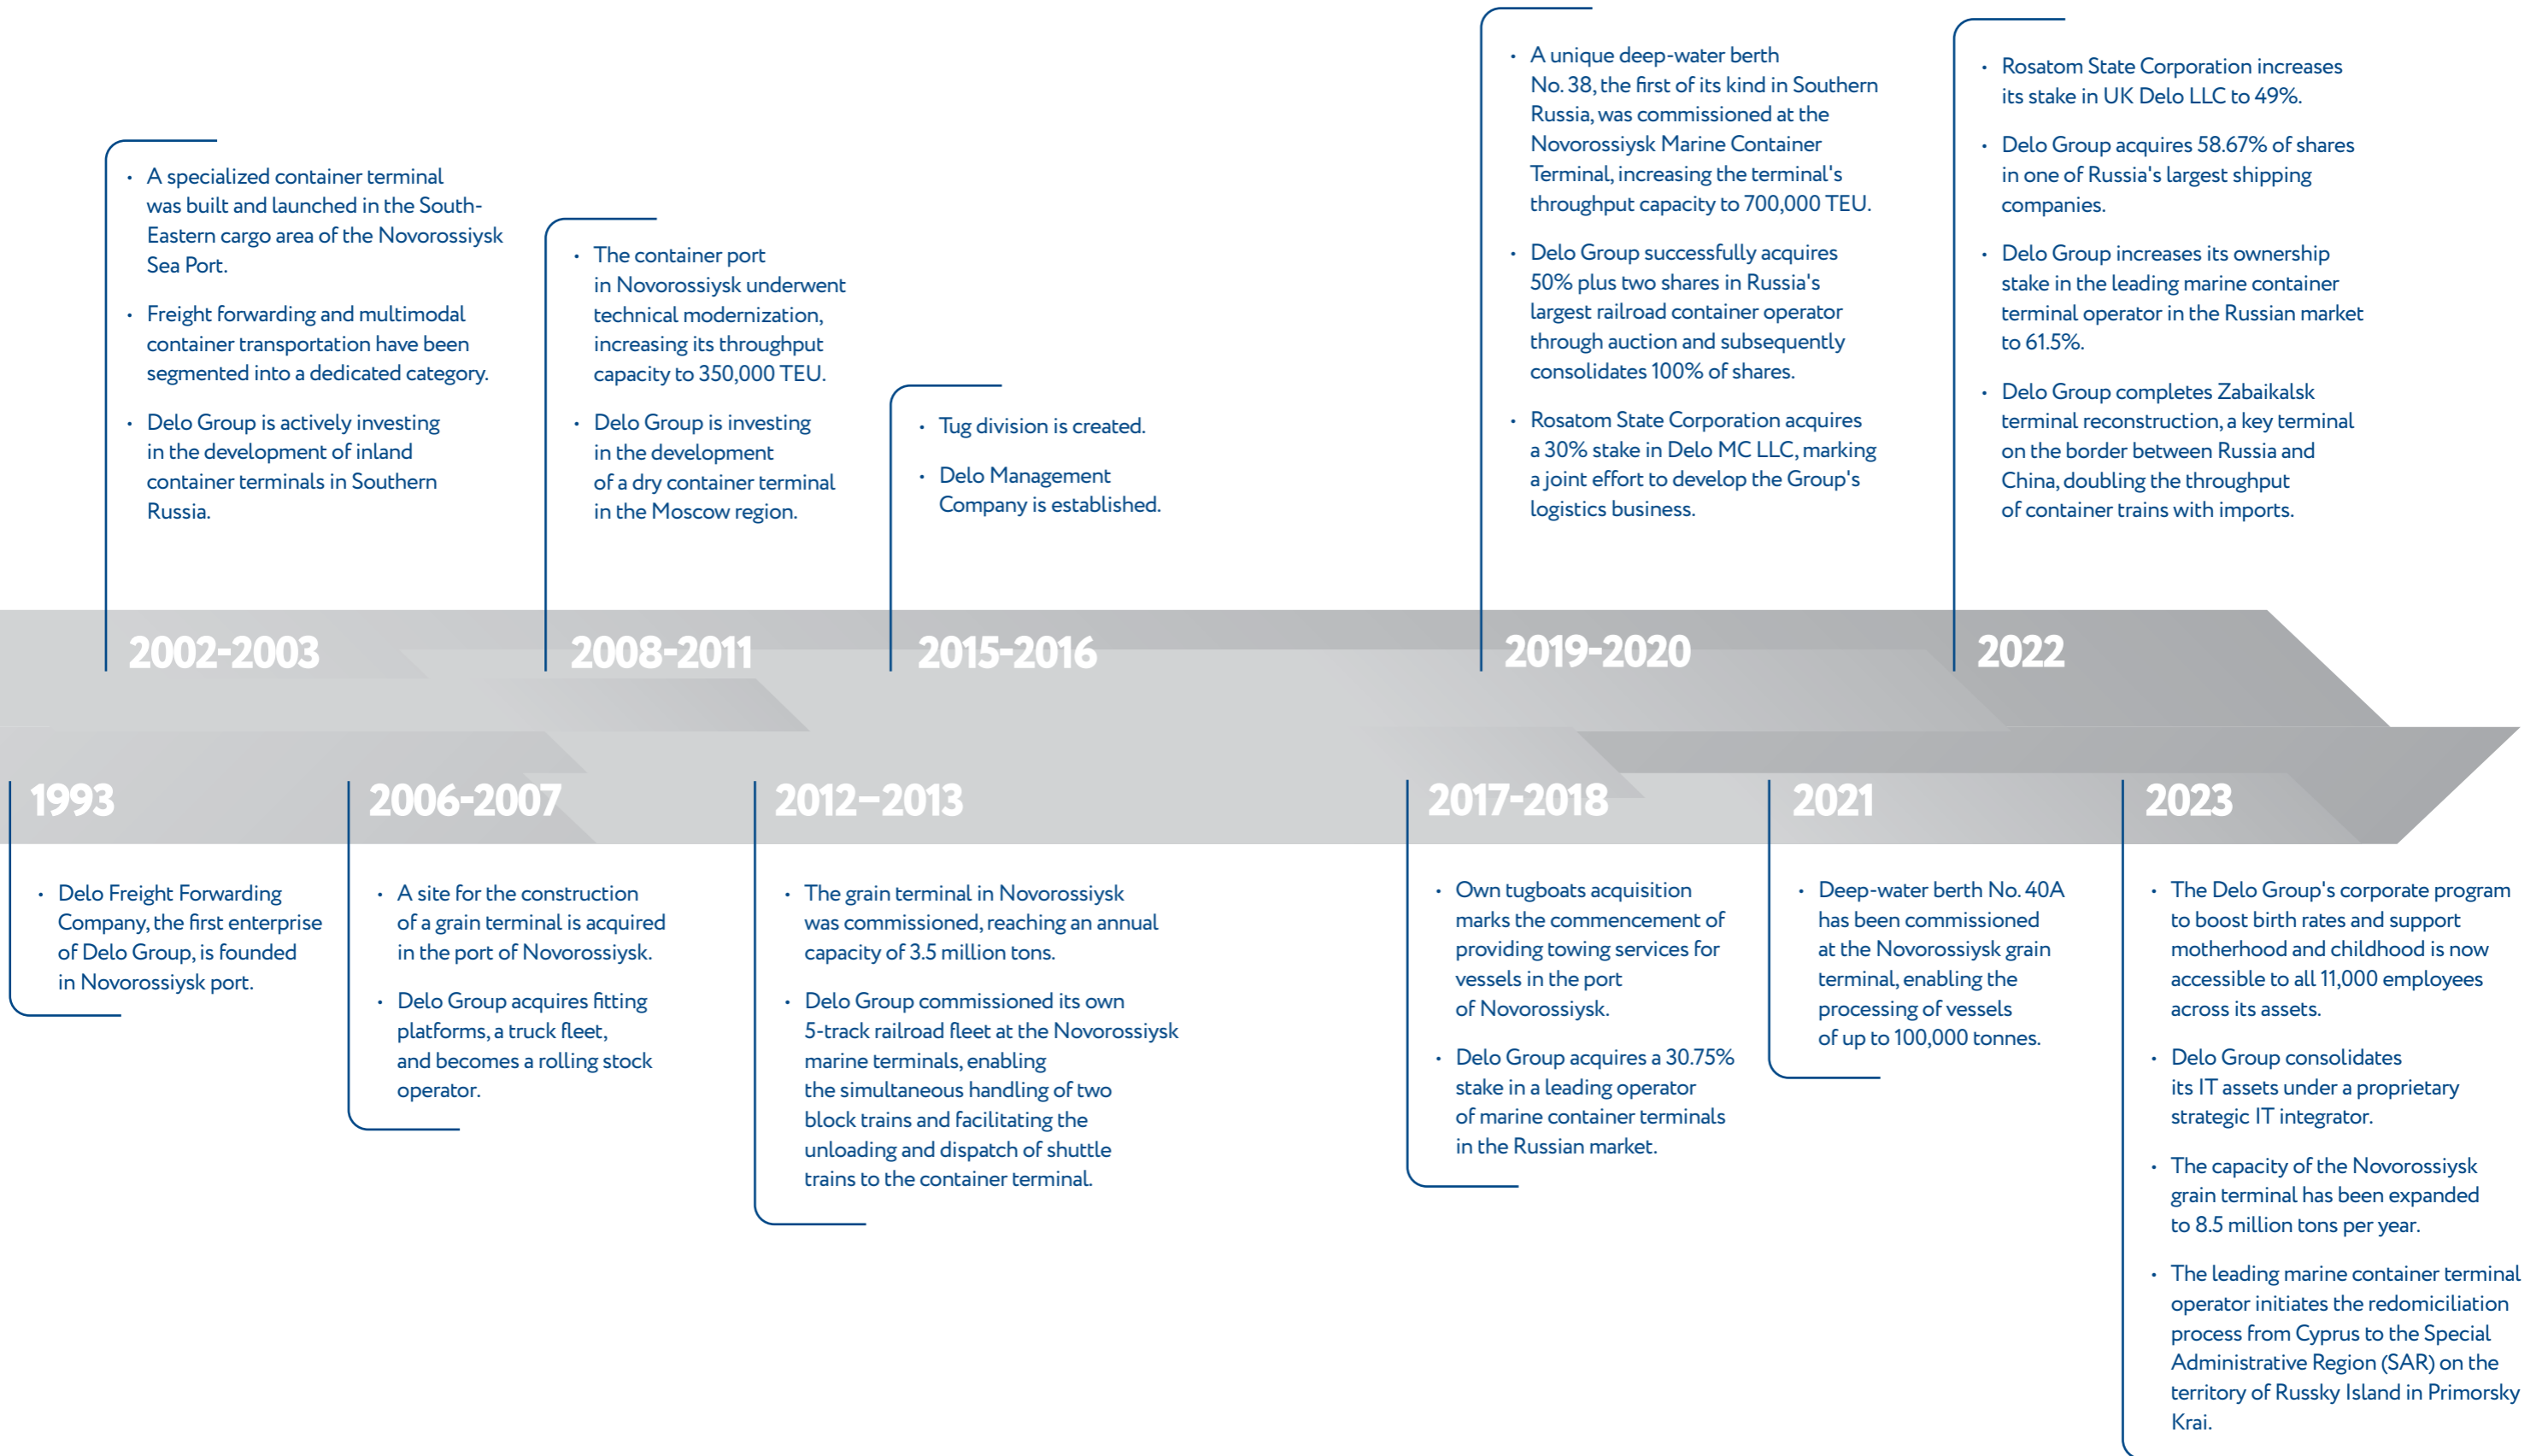 • A specialized container terminal
was built and launched in the South-
Eastern cargo area of the Novorossiysk
Sea Port.
• Freight forwarding and multimodal
container transportation have been
segmented into a dedicated category.
• Delo Group is actively investing
in the development of inland
container terminals in Southern
Russia.
2002-2003
• The container port
in Novorossiysk underwent
technical modernization,
increasing its throughput
capacity to 350,000 TEU.
• Delo Group is investing
in the development
of a dry container terminal
in the Moscow region.
2008-2011
• Tug division is created.
• Delo Management
Company is established.
2015-2016
• A unique deep-water berth
No. 38, the first of its kind in Southern
Russia, was commissioned at the
Novorossiysk Marine Container
Terminal, increasing the terminal's
throughput capacity to 700,000 TEU.
• Delo Group successfully acquires
50% plus two shares in Russia's
largest railroad container operator
through auction and subsequently
consolidates 100% of shares.
• Rosatom State Corporation acquires
a 30% stake in Delo MC LLC, marking
a joint effort to develop the Group's
logistics business.
2019-2020
• Rosatom State Corporation increases
its stake in UK Delo LLC to 49%.
• Delo Group acquires 58.67% of shares
in one of Russia's largest shipping
companies.
• Delo Group increases its ownership
stake in the leading marine container
terminal operator in the Russian market
to 61.5%.
• Delo Group completes Zabaikalsk
terminal reconstruction, a key terminal
on the border between Russia and
China, doubling the throughput
of container trains with imports.
2022
1993
• Delo Freight Forwarding
Company, the first enterprise
of Delo Group, is founded
in Novorossiysk port.
2006-2007
• A site for the construction
of a grain terminal is acquired
in the port of Novorossiysk.
• Delo Group acquires fitting
platforms, a truck fleet,
and becomes a rolling stock
operator.
2012–2013
• The grain terminal in Novorossiysk
was commissioned, reaching an annual
capacity of 3.5 million tons.
• Delo Group commissioned its own
5-track railroad fleet at the Novorossiysk
marine terminals, enabling
the simultaneous handling of two
block trains and facilitating the
unloading and dispatch of shuttle
trains to the container terminal.
2017-2018
• Own tugboats acquisition
marks the commencement of
providing towing services for
vessels in the port
of Novorossiysk.
• Delo Group acquires a 30.75%
stake in a leading operator
of marine container terminals
in the Russian market.
2021
• Deep-water berth No. 40A
has been commissioned
at the Novorossiysk grain
terminal, enabling the
processing of vessels
of up to 100,000 tonnes.
2023
• The Delo Group's corporate program
to boost birth rates and support
motherhood and childhood is now
accessible to all 11,000 employees
across its assets.
• Delo Group consolidates
its IT assets under a proprietary
strategic IT integrator.
• The capacity of the Novorossiysk
grain terminal has been expanded
to 8.5 million tons per year.
• The leading marine container terminal
operator initiates the redomiciliation
process from Cyprus to the Special
Administrative Region (SAR) on the
territory of Russky Island in Primorsky
Krai.